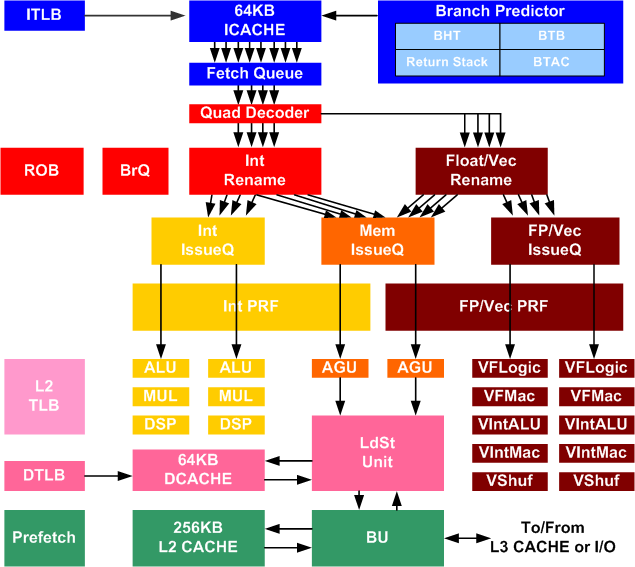 ITLB
64KB
ICACHE
Branch Predictor
BHT
BTB
Return Stack
BTAC
Fetch Queue
Quad Decoder
ROB
BrQ
Int
Rename
Float/Vec
Rename
Int
IssueQ
Mem
IssueQ
FP/Vec
IssueQ
Int PRF
FP/Vec PRF
L2
TLB
ALU
ALU
AGU
AGU
VFLogic
VFLogic
MUL
MUL
VFMac
VFMac
DSP
DSP
VIntALU
VIntALU
LdSt
Unit
VIntMac
VIntMac
DTLB
64KB
DCACHE
VShuf
VShuf
Prefetch
256KB
L2 CACHE
BU
To/From
L3 CACHE or I/O